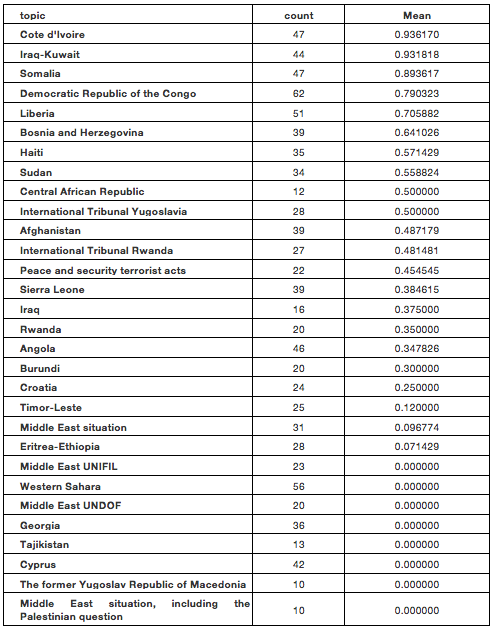 topic count Mean
Cote d'Ivoire 47 0.936170
Iraq-Kuwait 44 0.931818
Somalia 47 0.893617
Democratic Republic of the Congo 62 0.790323
Liberia 51 0.705882
Bosnia and Herzegovina 39 0.641026
Haiti 35 0.571429
Sudan 34 0.558824
Central African Republic 12 0.500000
International Tribunal Yugoslavia 28 0.500000
Afghanistan 39 0.487179
International Tribunal Rwanda 27 0.481481
Peace and security terrorist acts 22 0.454545
Sierra Leone 39 0.384615
Iraq 16 0.375000
Rwanda 20 0.350000
Angola 46 0.347826
Burundi 20 0.300000
Croatia 24 0.250000
Timor-Leste 25 0.120000
Middle East situation 31 0.096774
Eritrea-Ethiopia 28 0.071429
Middle East UNIFIL 23 0.000000
Western Sahara 56 0.000000
Middle East UNDOF 20 0.000000
Georgia 36 0.000000
Tajikistan 13 0.000000
Cyprus 42 0.000000
The former Yugoslav Republic of Macedonia 10 0.000000
Middle East situation, including the
Palestinian question 10 0.000000